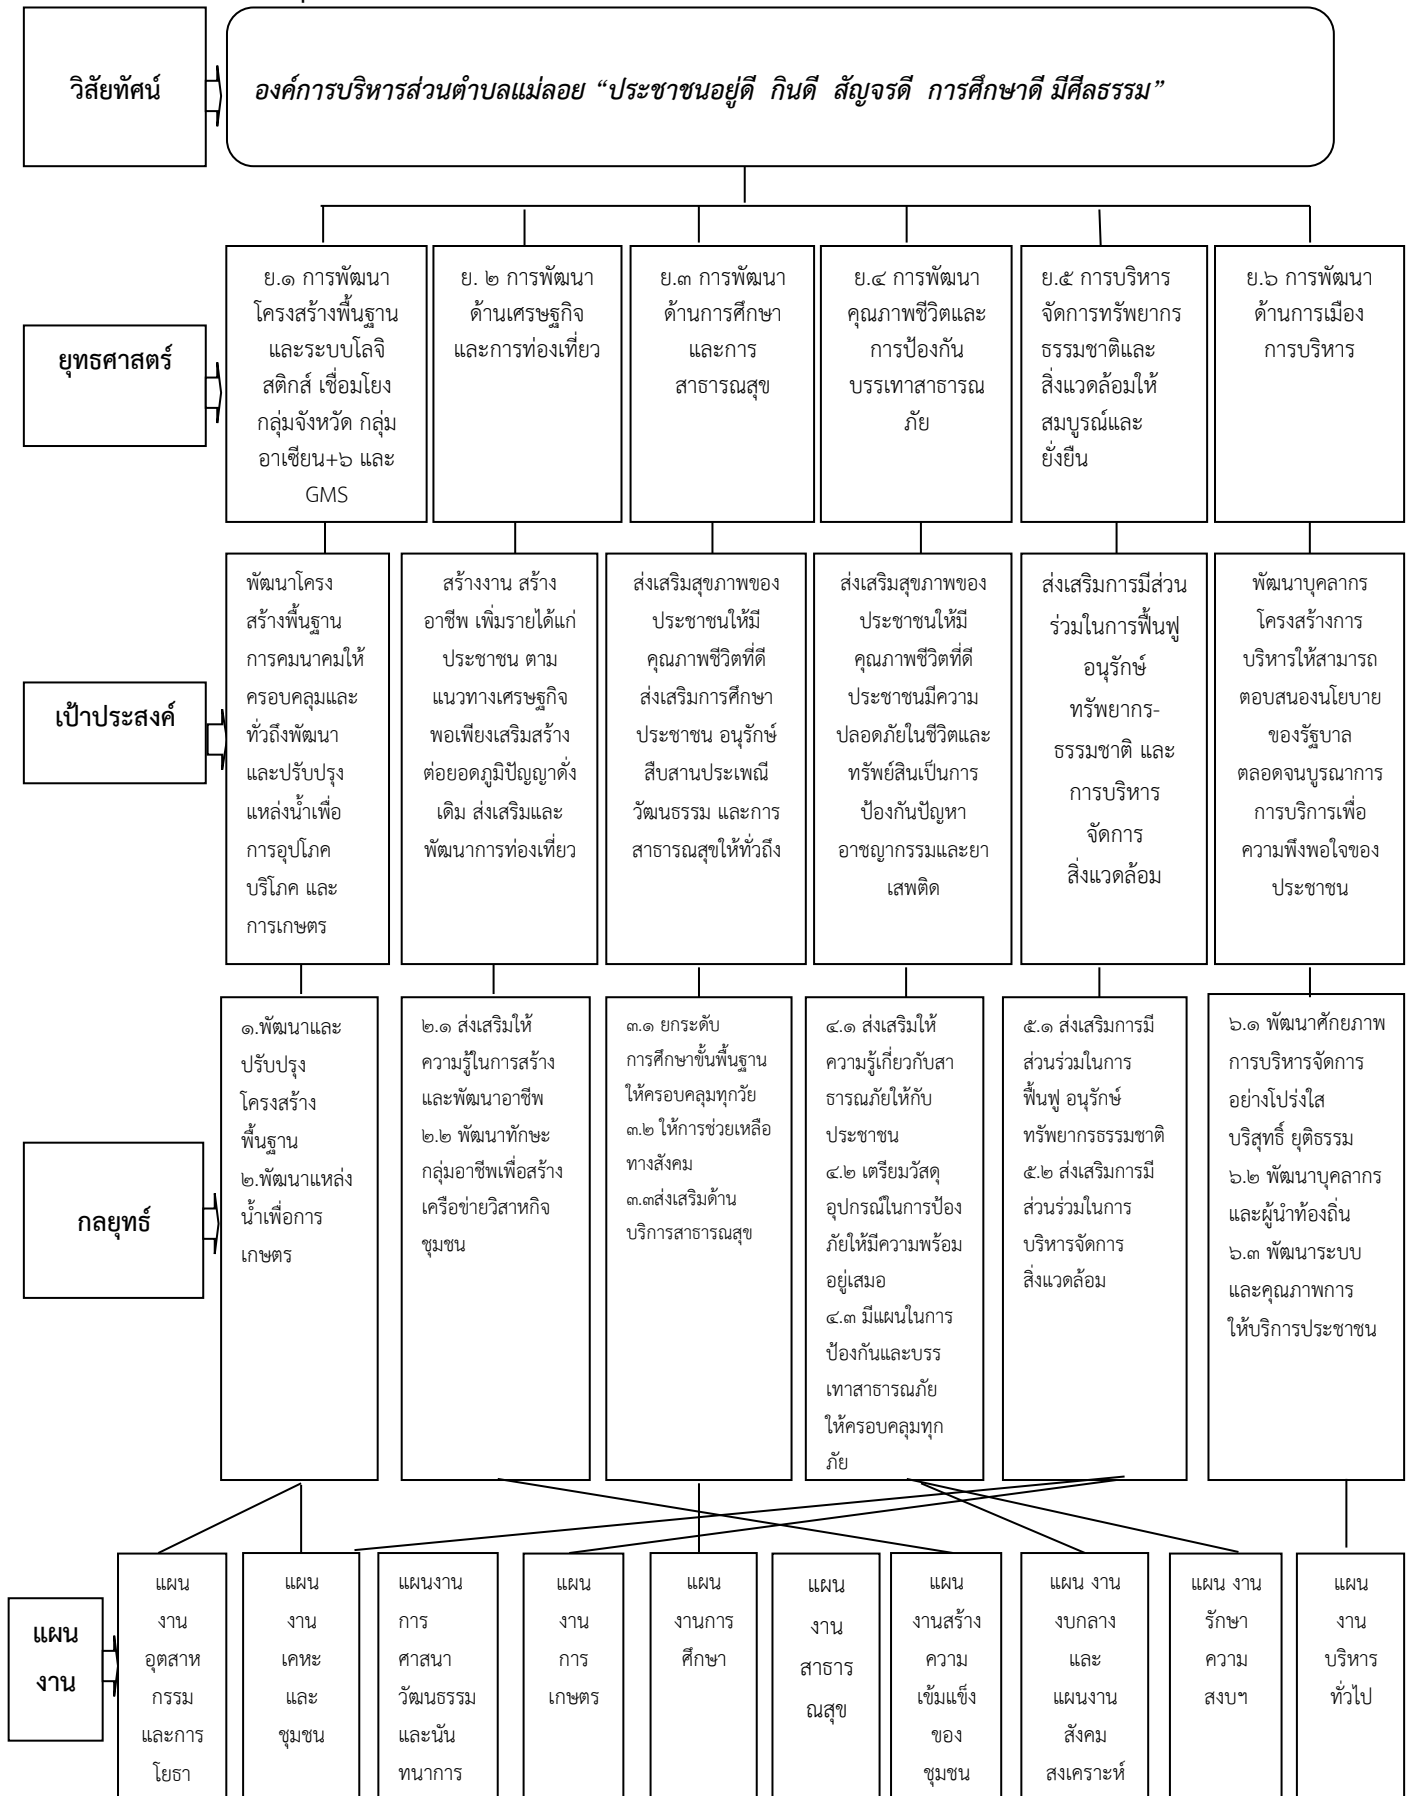 วิสัยทัศน์
องค์การบริหารส่วนตำบลแม่ลอย “ประชาชนอยู่ดี กินดี สัญจรดี การศึกษาดี มีศีลธรรม”
ยุทธศาสตร์
ย.๑ การพัฒนา
โครงสร้างพื้นฐาน
และระบบโลจิ
สติกส์ เชื่อมโยง
กลุ่มจังหวัด กลุ่ม
อาเซียน+๖ และ
GMS
ย. ๒ การพัฒนา
ด้านเศรษฐกิจ
และการท่องเที่ยว
ย.๓ การพัฒนา
ด้านการศึกษา
และการ
สาธารณสุข
ย.๔ การพัฒนา
คุณภาพชีวิตและ
การป้องกัน
บรรเทาสาธารณ
ภัย
ย.๕ การบริหาร
จัดการทรัพยากร
ธรรมชาติและ
สิ่งแวดล้อมให้
สมบูรณ์และ
ยั่งยืน
ย.๖ การพัฒนา
ด้านการเมือง
การบริหาร
เป้าประสงค์
พัฒนาโครง
สร้างพื้นฐาน
การคมนาคมให้
ครอบคลุมและ
ทั่วถึงพัฒนา
และปรับปรุง
แหล่งน้ำเพื่อ
การอุปโภค
บริโภค และ
การเกษตร
สร้างงาน สร้าง
อาชีพ เพิ่มรายได้แก่
ประชาชน ตาม
แนวทางเศรษฐกิจ
พอเพียงเสริมสร้าง
ต่อยอดภูมิปัญญาดั่ง
เดิม ส่งเสริมและ
พัฒนาการท่องเที่ยว
ส่งเสริมสุขภาพของ
ประชาชนให้มี
คุณภาพชีวิตที่ดี
ส่งเสริมการศึกษา
ประชาชน อนุรักษ์
สืบสานประเพณี
วัฒนธรรม และการ
สาธารณสุขให้ทั่วถึง
ส่งเสริมสุขภาพของ
ประชาชนให้มี
คุณภาพชีวิตที่ดี
ประชาชนมีความ
ปลอดภัยในชีวิตและ
ทรัพย์สินเป็นการ
ป้องกันปัญหา
อาชญากรรมและยา
เสพติด
ส่งเสริมการมีส่วน
ร่วมในการฟื้นฟู
อนุรักษ์
ทรัพยากร-
ธรรมชาติ และ
การบริหาร
จัดการ
สิ่งแวดล้อม
พัฒนาบุคลากร
โครงสร้างการ
บริหารให้สามารถ
ตอบสนองนโยบาย
ของรัฐบาล
ตลอดจนบูรณาการ
การบริการเพื่อ
ความพึงพอใจของ
ประชาชน
กลยุทธ์
๑.พัฒนาและ
ปรับปรุง
โครงสร้าง
พื้นฐาน
๒.พัฒนาแหล่ง
น้ำเพื่อการ
เกษตร
๒.๑ ส่งเสริมให้
ความรู้ในการสร้าง
และพัฒนาอาชีพ
๒.๒ พัฒนาทักษะ
กลุ่มอาชีพเพื่อสร้าง
เครือข่ายวิสาหกิจ
ชุมชน
๓.๑ ยกระดับ
การศึกษาขั้นพื้นฐาน
ให้ครอบคลุมทุกวัย
๓.๒ ให้การช่วยเหลือ
ทางสังคม
๓.๓ส่งเสริมด้าน
บริการสาธารณสุข
๔.๑ ส่งเสริมให้
ความรู้เกี่ยวกับสา
ธารณภัยให้กับ
ประชาชน
๔.๒ เตรียมวัสดุ
อุปกรณ์ในการป้อง
ภัยให้มีความพร้อม
อยู่เสมอ
๔.๓ มีแผนในการ
ป้องกันและบรร
เทาสาธารณภัย
ให้ครอบคลุมทุก
ภัย
๕.๑ ส่งเสริมการมี
ส่วนร่วมในการ
ฟื้นฟู อนุรักษ์
ทรัพยากรธรรมชาติ
๕.๒ ส่งเสริมการมี
ส่วนร่วมในการ
บริหารจัดการ
สิ่งแวดล้อม
๖.๑ พัฒนาศักยภาพ
การบริหารจัดการ
อย่างโปร่งใส
บริสุทธิ์ ยุติธรรม
๖.๒ พัฒนาบุคลากร
และผู้นำท้องถิ่น
๖.๓ พัฒนาระบบ
และคุณภาพการ
ให้บริการประชาชน
แผน
งาน
แผน
งาน
อุตสาห
กรรม
และการ
โยธา
แผน
งาน
เคหะ
และ
ชุมชน
แผนงาน
การ
ศาสนา
วัฒนธรรม
และนัน
ทนาการ
แผน
งาน
การ
เกษตร
แผน
งานการ
ศึกษา
แผน
งาน
สาธาร
ณสุข
แผน
งานสร้าง
ความ
เข้มแข็ง
ของ
ชุมชน
แผน งาน
งบกลาง
และ
แผนงาน
สังคม
สงเคราะห์
แผน งาน
รักษา
ความ
สงบฯ
แผน
งาน
บริหาร
ทั่วไป